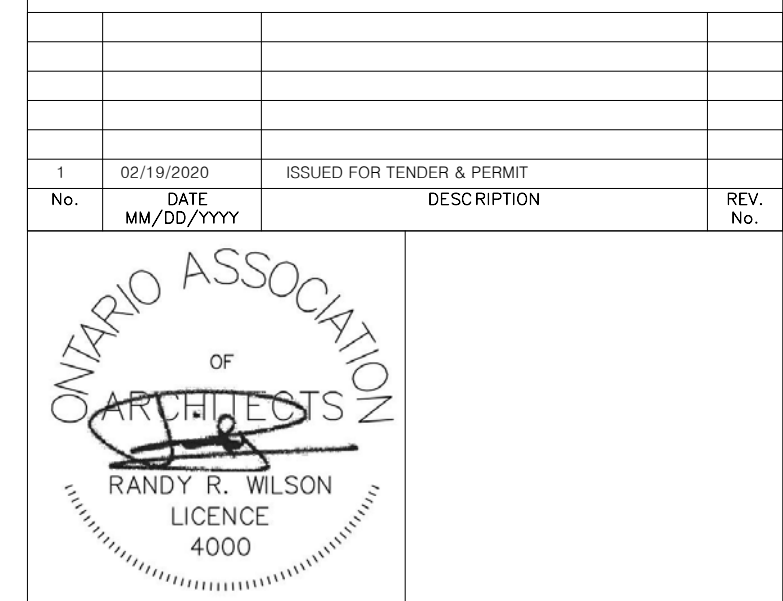 1 02/19/2020 ISSUED FOR TENDER & PERMIT
No. DATE MM/DD/YYYY DESCRIPTION REV. No.
ONTARIO ASSOCIATION
OF
ARCHITECTS
RANDY R. WILSON
LICENCE
4000